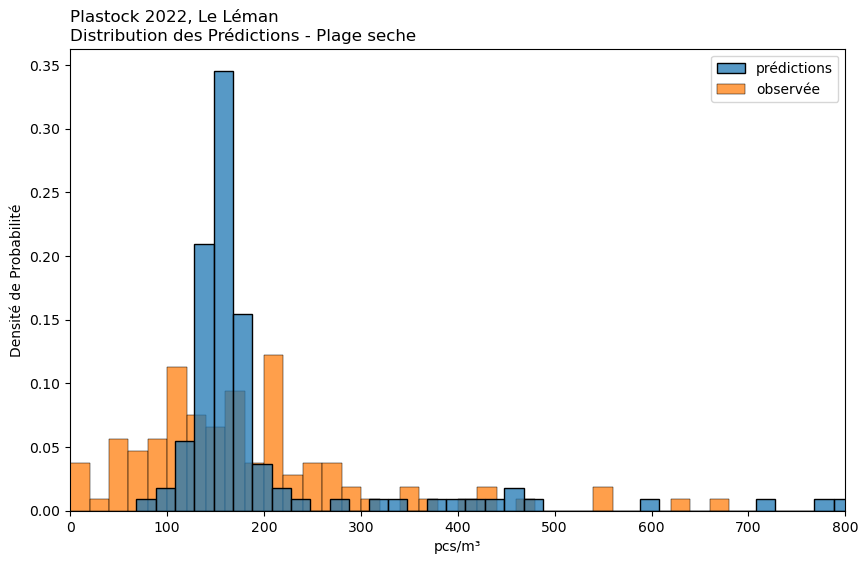 Plastock 2022, Le Léman
Distribution des Prédictions - Plage seche
prédictions
observée
Densité de Probabilité
0.35
0.30
0.25
0.20
0.15
0.10
0.05
0.00
0 100 200 300 400 500 600 700 800
pcs/m³